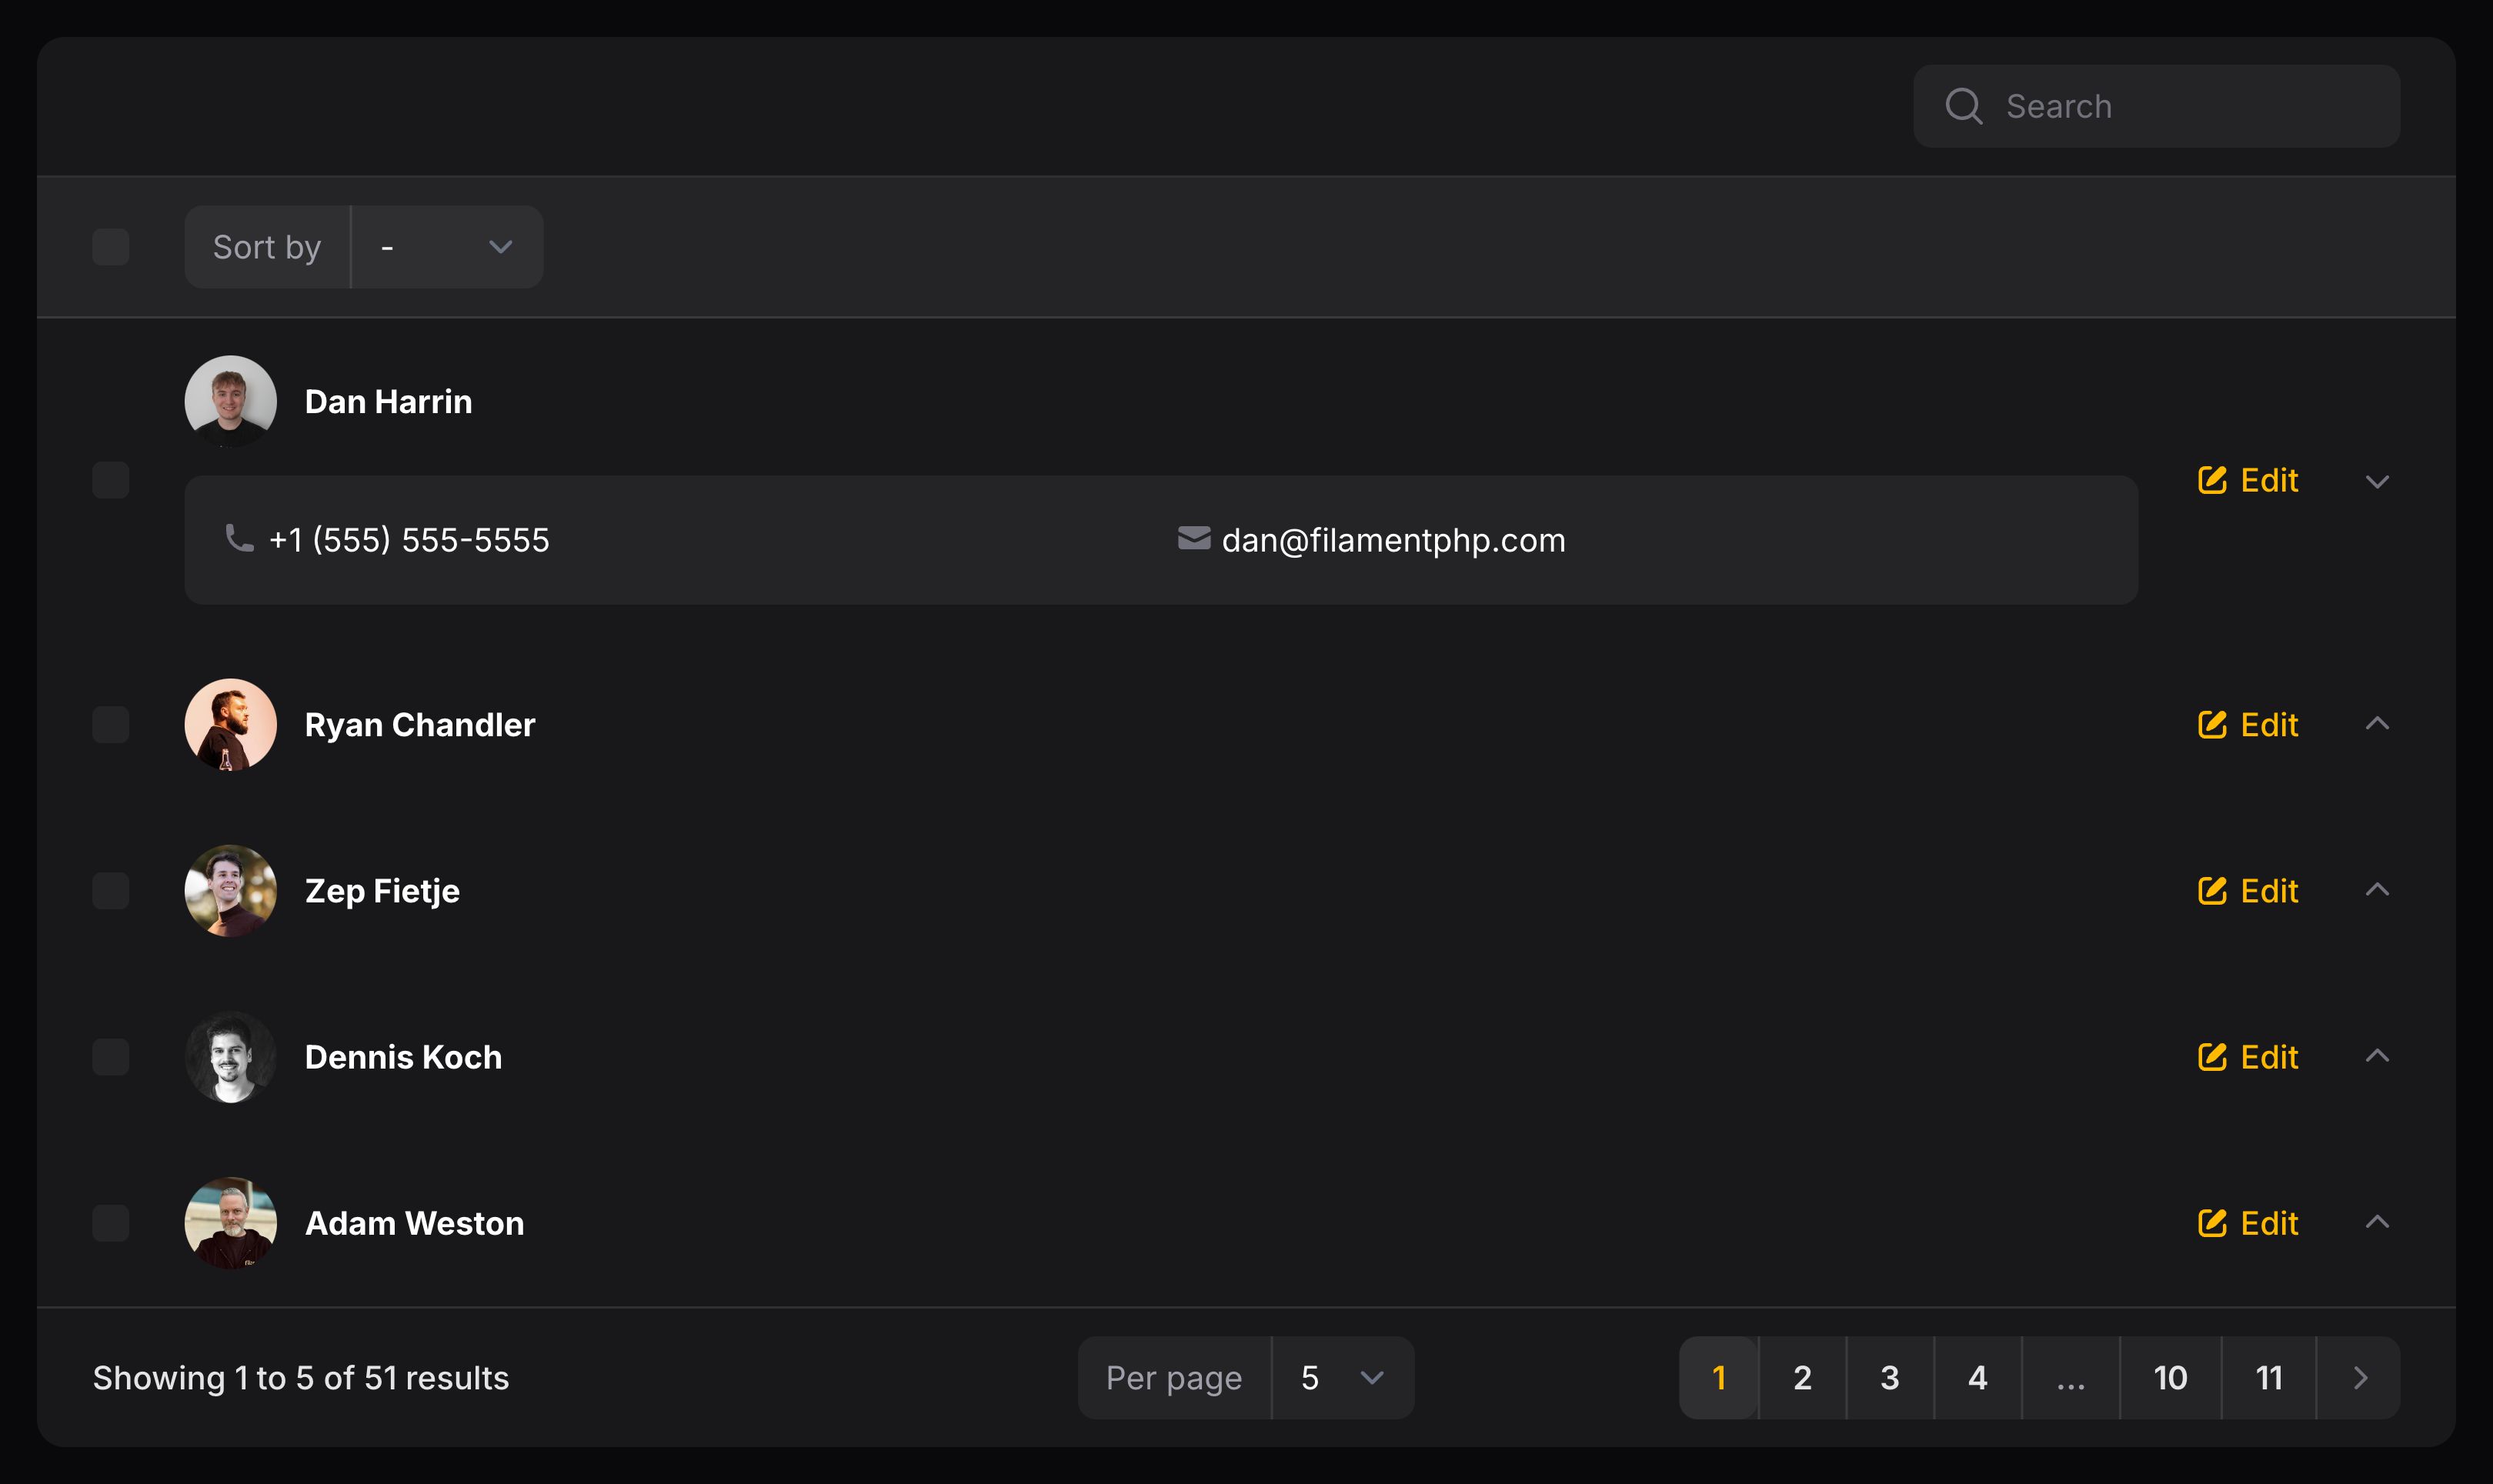 Search
Sort by -
Dan Harrin
+1 (555) 555-5555 dan@filamentphp.com
Edit
Ryan Chandler Edit
Zep Fietje Edit
Dennis Koch Edit
Adam Weston Edit
Showing 1 to 5 of 51 results Per page 5 1 2 3 4 ... 10 11